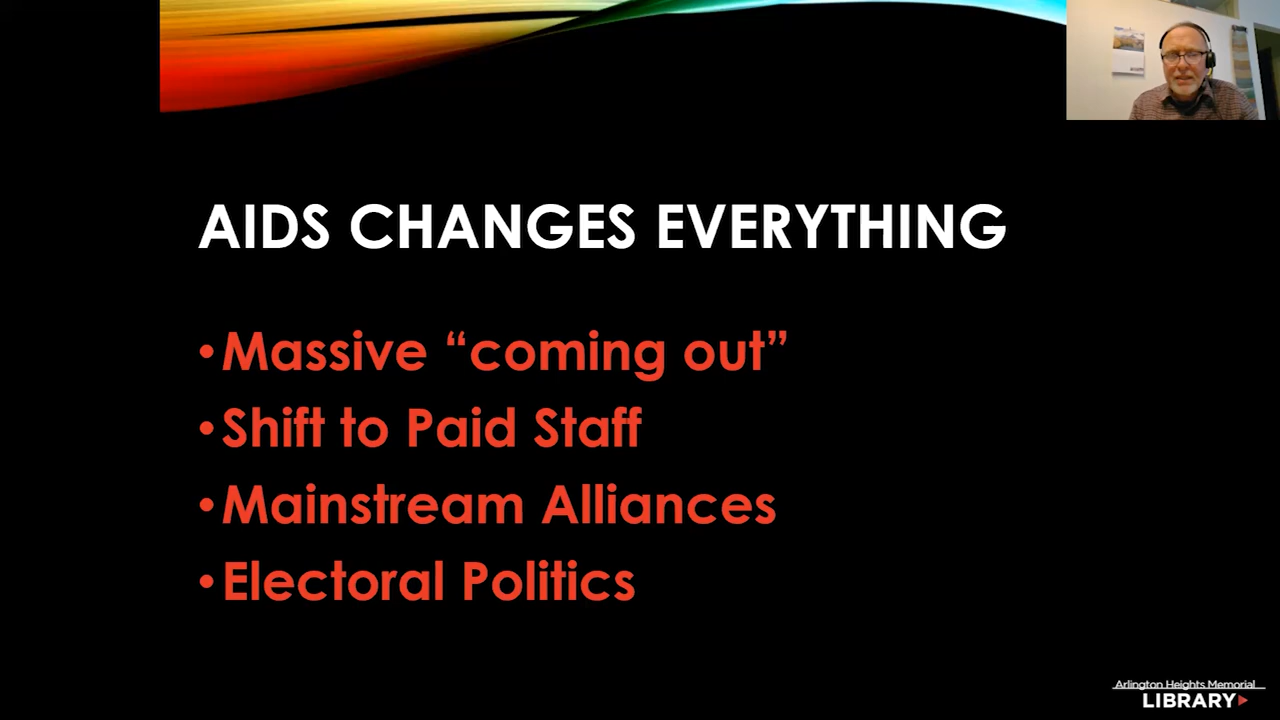 AIDS CHANGES EVERYTHING
•Massive “coming out”
•Shift to Paid Staff
•Mainstream Alliances
•Electoral Politics
Arlington Heights Memorial
LIBRARY